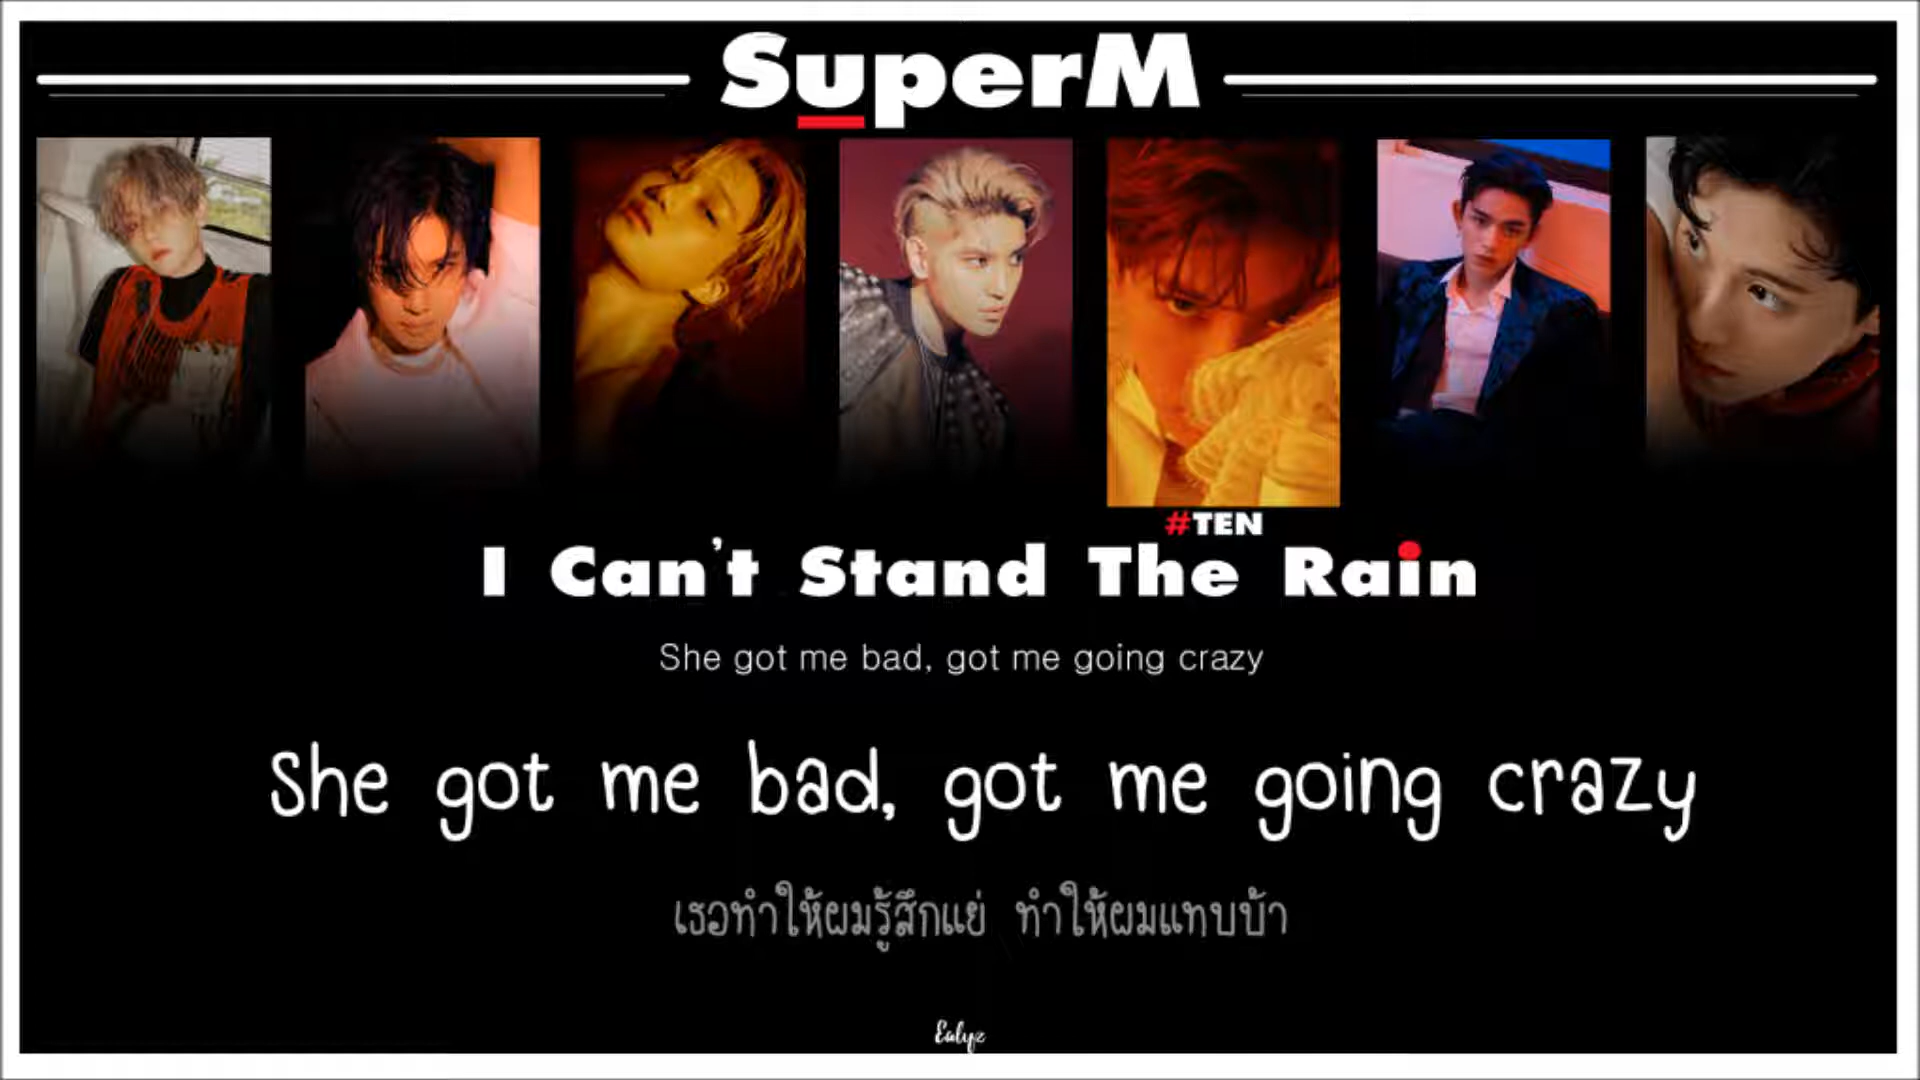 SuperM
#TEN
I Can't Stand The Rain
She got me bad, got me going crazy
She got me bad, got me going crazy
เธอทำให้ผมรู้สึกแย่ ทำให้ผมแทบบ้า
Ealyz